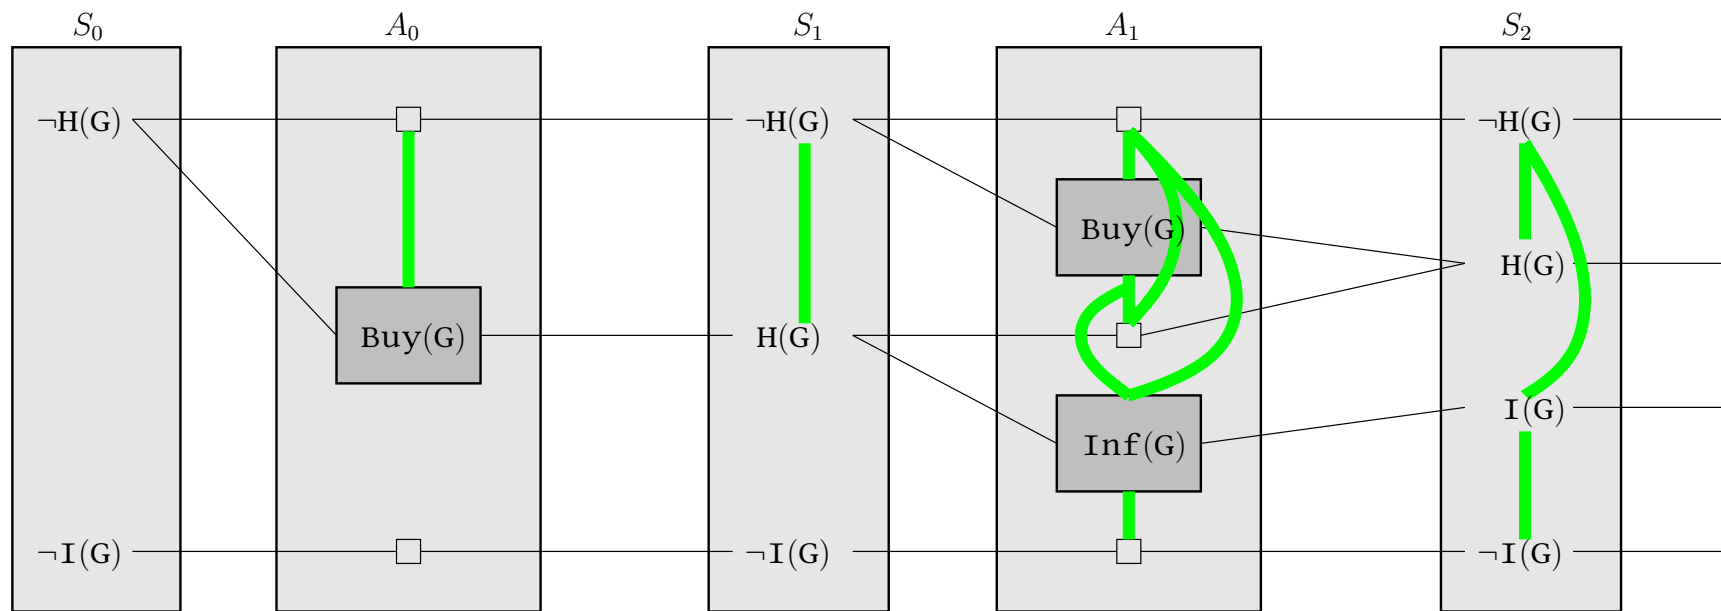 S₀ A₀ S₁ A₁ S₂
¬H(G) ¬H(G) ¬H(G)
Buy(G)
H(G)
Buy(G) H(G)
I(G)
Inf(G)
¬I(G) ¬I(G) ¬I(G)